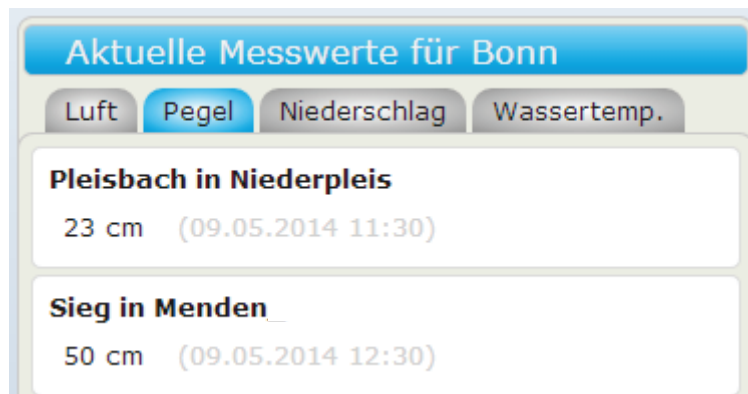 Aktuelle Messwerte für Bonn
Luft Pegel Niederschlag Wassertemp.
Pleisbach in Niederpleis
23 cm (09.05.2014 11:30)
Sieg in Menden_
50 cm (09.05.2014 12:30)